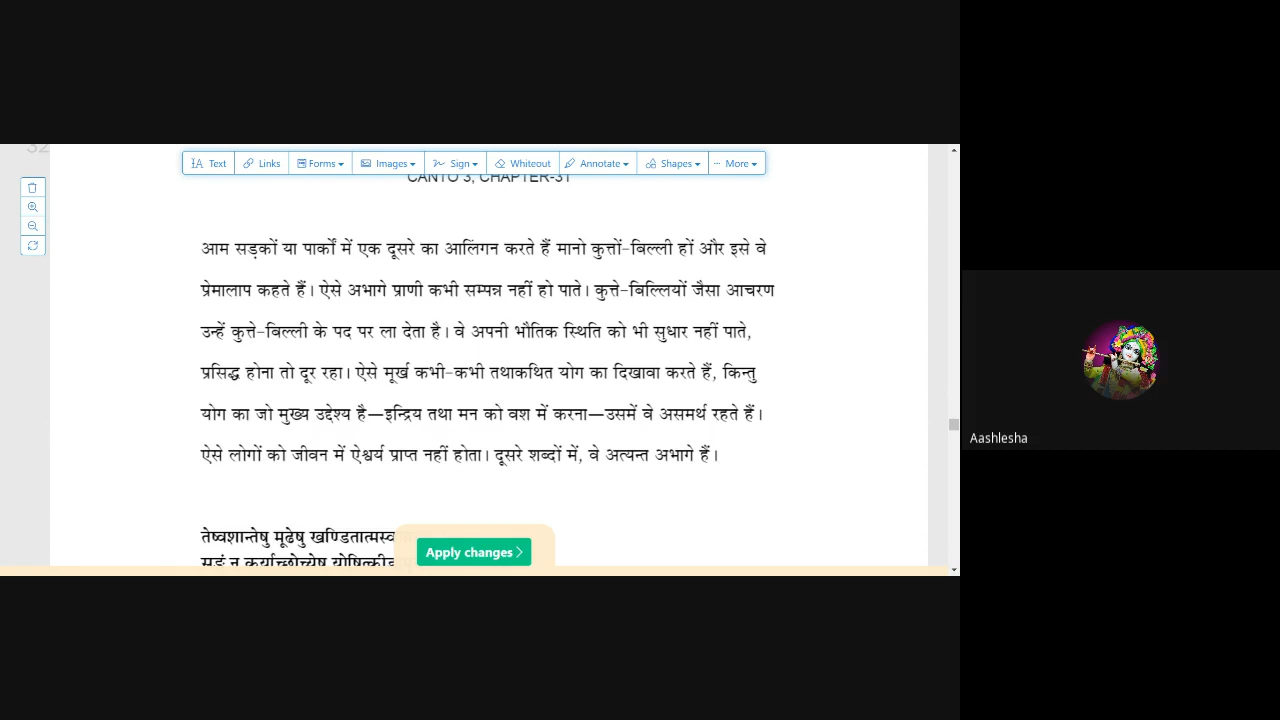 32
Text Links Forms Images Sign Whiteout Annotate Shapes More
CANTO 3, CHAPTER-31
आम सड़कों या पार्कों में एक दूसरे का आलिंगन करते हैं मानो कुत्तों-बिल्ली हों और इसे वे
प्रेमालाप कहते हैं। ऐसे अभागे प्राणी कभी सम्पन्न नहीं हो पाते। कुत्ते-बिल्लियों जैसा आचरण
उन्हें कुत्ते-बिल्ली के पद पर ला देता है। वे अपनी भौतिक स्थिति को भी सुधार नहीं पाते,
प्रसिद्ध होना तो दूर रहा। ऐसे मूर्ख कभी-कभी तथाकथित योग का दिखावा करते हैं, किन्तु
योग का जो मुख्य उद्देश्य है—इन्द्रिय तथा मन को वश में करना—उसमें वे असमर्थ रहते हैं।
Aashlesha
ऐसे लोगों को जीवन में ऐश्वर्य प्राप्त नहीं होता। दूसरे शब्दों में, वे अत्यन्त अभागे हैं।
तेष्वशान्तेषु मूढेषु
Apply changes